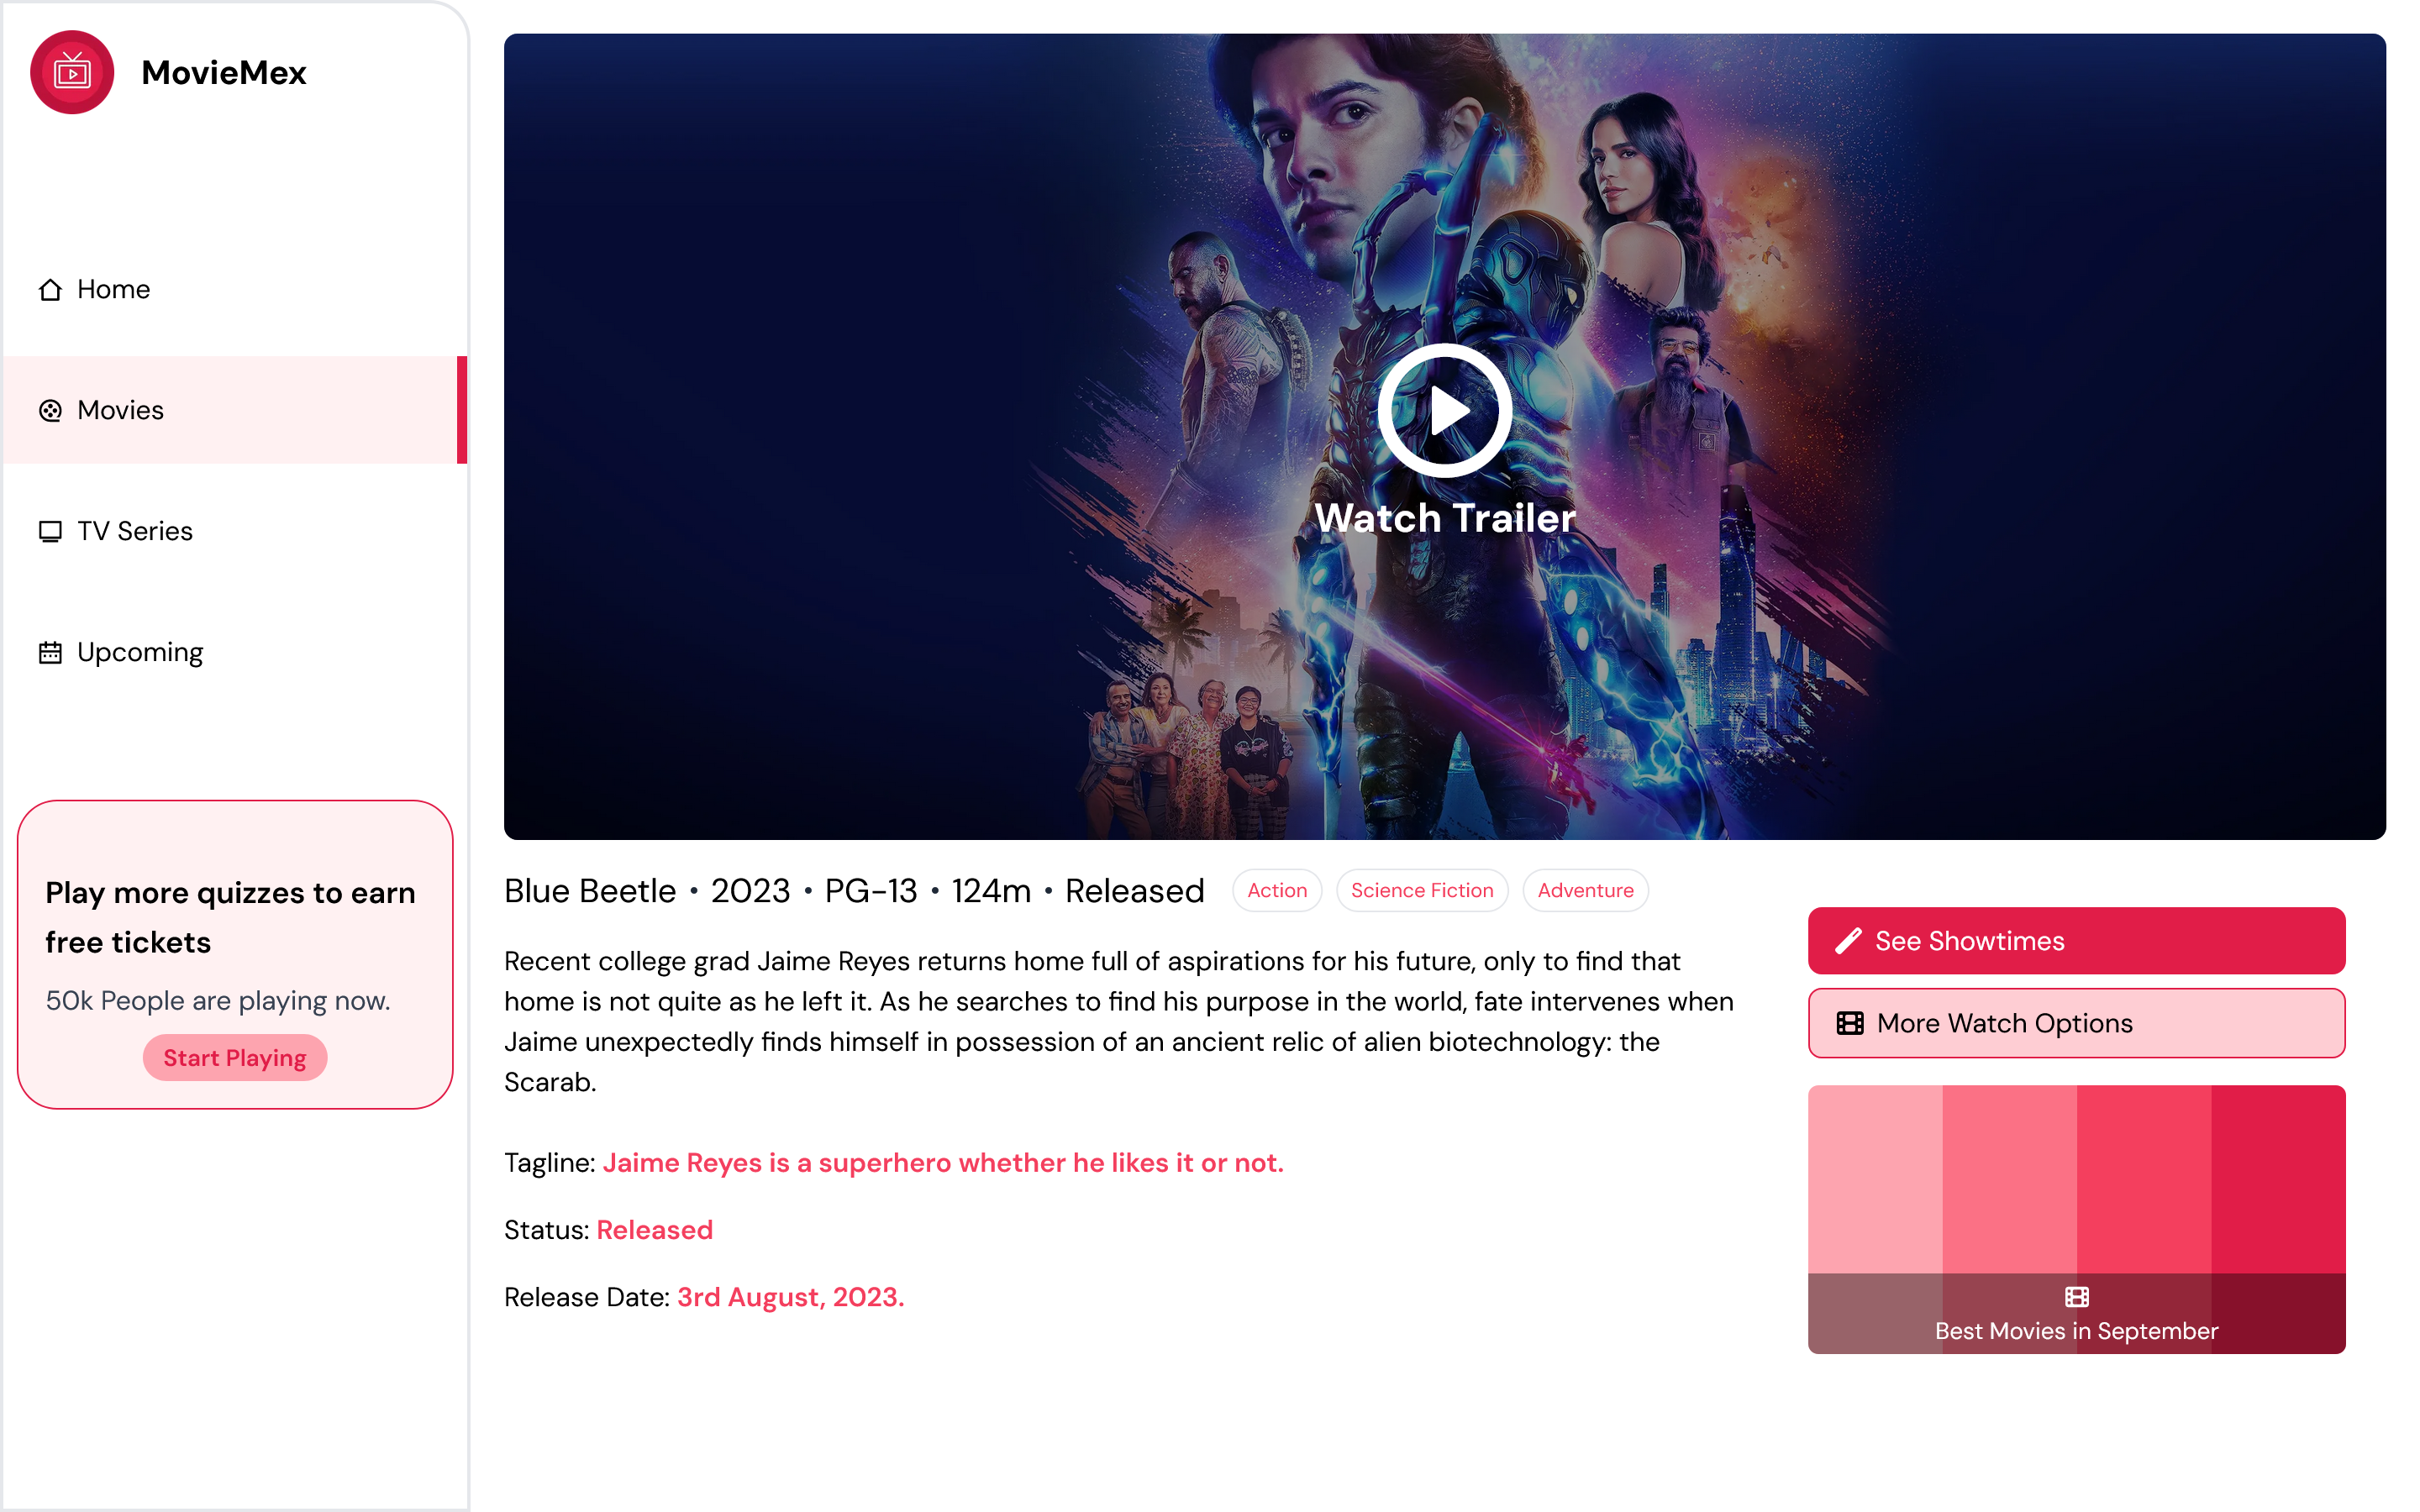 MovieMex
Home
Movies
TV Series
Upcoming
Play more quizzes to earn
free tickets
50k People are playing now.
Start Playing
Watch Trailer
Blue Beetle • 2023 • PG-13 • 124m • Released
Action
Science Fiction
Adventure
Recent college grad Jaime Reyes returns home full of aspirations for his future, only to find that
home is not quite as he left it. As he searches to find his purpose in the world, fate intervenes when
Jaime unexpectedly finds himself in possession of an ancient relic of alien biotechnology: the
Scarab.
Tagline: Jaime Reyes is a superhero whether he likes it or not.
Status: Released
Release Date: 3rd August, 2023.
See Showtimes
More Watch Options
Best Movies in September